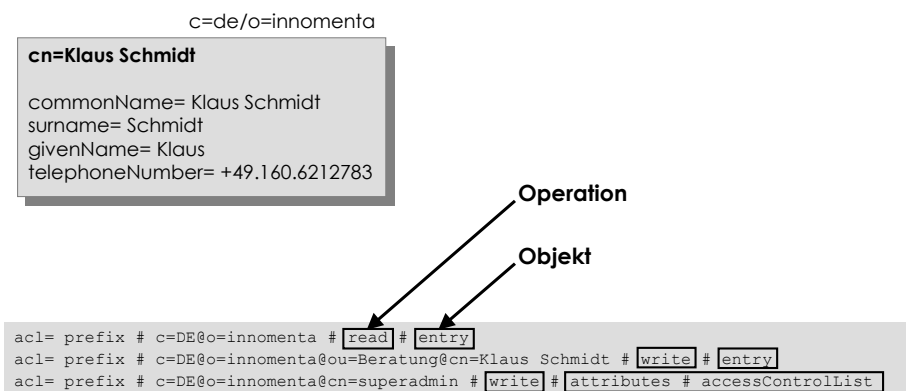 c=de/o=innomenta
cn=Klaus Schmidt
commonName= Klaus Schmidt
surname= Schmidt
givenName= Klaus
telephoneNumber= +49.160.6212783
Operation
Objekt
acl= prefix # c=DE@o=innomenta # read # entry
acl= prefix # c=DE@o=innomenta@ou=Beratung@cn=Klaus Schmidt # write # entry
acl= prefix # c=DE@o=innomenta@cn=superadmin # write # attributes # accessControlList